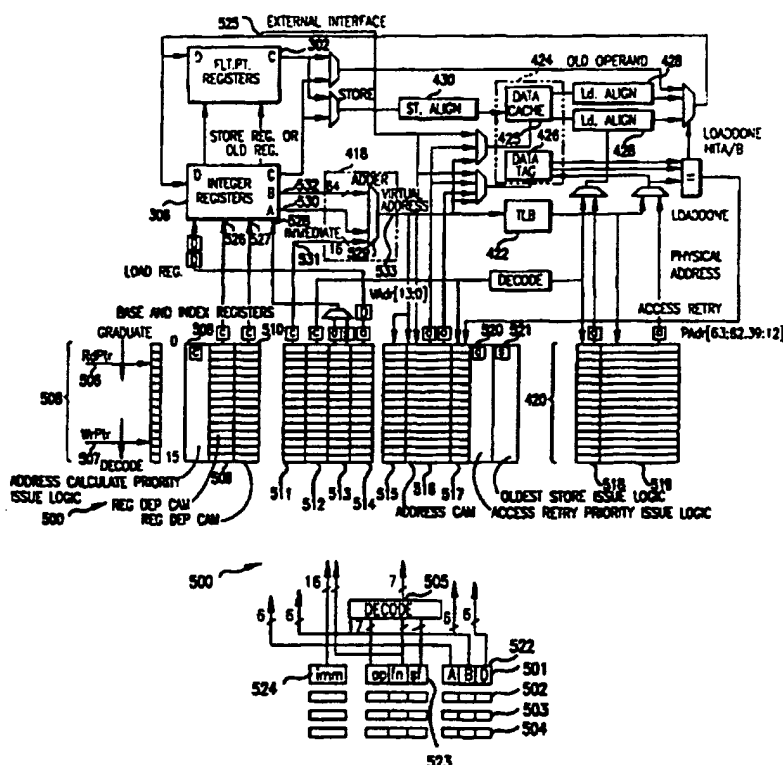 525 EXTERNAL INTERFACE
302
D FLT.PT. REGISTERS C
STORE
430
ST. ALIGN
424 OLD OPERAND 428
DATA CACHE
Ld. ALIGN
Ld. ALIGN
425 426 428
DATA TAG
LOADDONE
HITA/B
=
STORE REG. OR
OLD REG.
418
D INTEGER REGISTERS C
B
A
306
532 64
530
528
ADDER
VIRTUAL
ADDRESS
526 527
IMMEDIATE
16 529
531
533
TLB
422
LOADDONE
PHYSICAL
ADDRESS
D
D
LOAD REG.
D
VAdr[13:0]
DECODE
BASE AND INDEX REGISTERS
ACCESS RETRY
PAdr[63:62,39:12]
GRADUATE
508 C C 510 C C
C C 520 521
0
C G
RdPtr
506
505
WrPtr
507
15
DECODE
420
509 511 512 513 514 515 516 517 518 519
ADDRESS CALCULATE PRIORITY
ISSUE LOGIC
REG DEP CAM
REG DEP CAM
500
ADDRESS CAM
OLDEST STORE ISSUE LOGIC
ACCESS RETRY PRIORITY ISSUE LOGIC
500
16 7 505
6 6
DECODE
7
6 6
522
524 imm op fn sf A B D 501
502
503
504
523